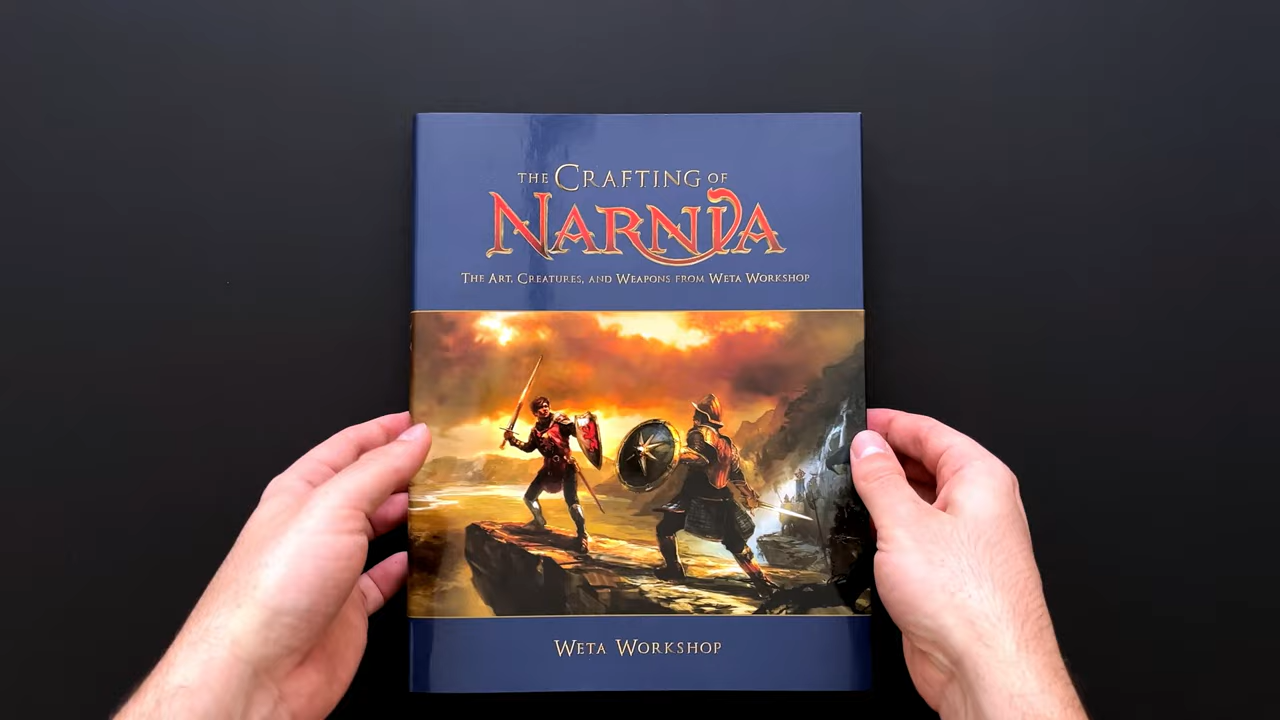 THE CRAFTING OF
NARNIA
THE ART, CREATURES, AND WEAPONS FROM WETA WORKSHOP
WETA WORKSHOP